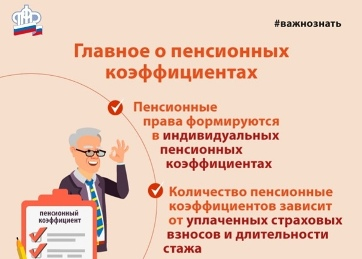 #важнознать
Главное о пенсионных
коэффициентах
Пенсионные
права формируются
в индивидуальных
пенсионных
коэффициентах
Количество пенсионные
коэффициентов зависит
от уплаченных страховых
взносов и длительности
стажа
пенсионный
коэффициент